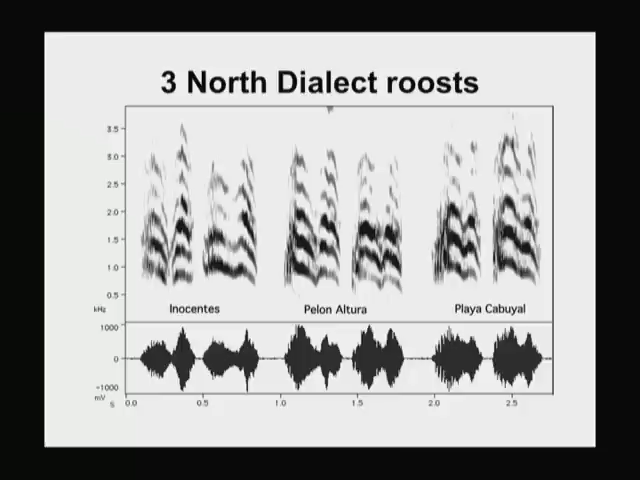 3 North Dialect roosts
3.5
3.0
2.5
2.0
1.5
1.0
0.5
kHz
Inocentes Pelon Altura Playa Cabuyal
1000
0
-1000
mV
S 0.0 0.5 1.0 1.5 2.0 2.5